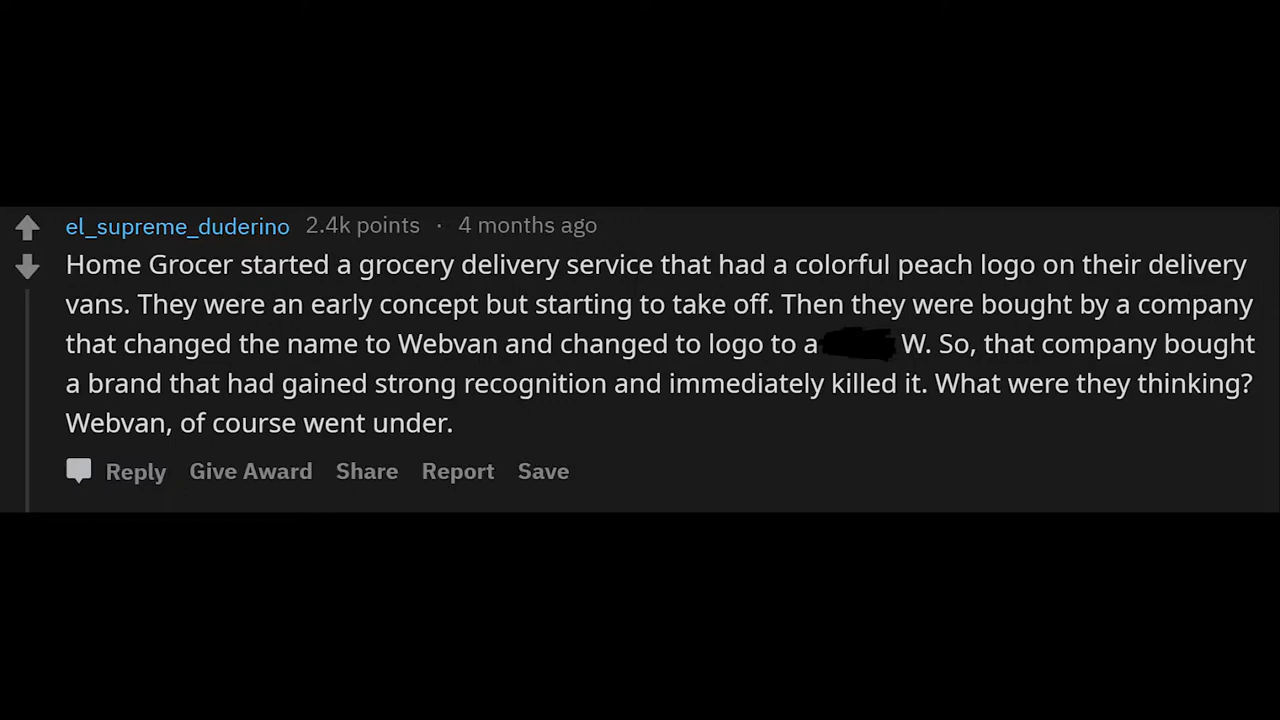 el_supreme_duderino 2.4k points · 4 months ago
Home Grocer started a grocery delivery service that had a colorful peach logo on their delivery
vans. They were an early concept but starting to take off. Then they were bought by a company
that changed the name to Webvan and changed to logo to a W. So, that company bought
a brand that had gained strong recognition and immediately killed it. What were they thinking?
Webvan, of course went under.
Reply Give Award Share Report Save